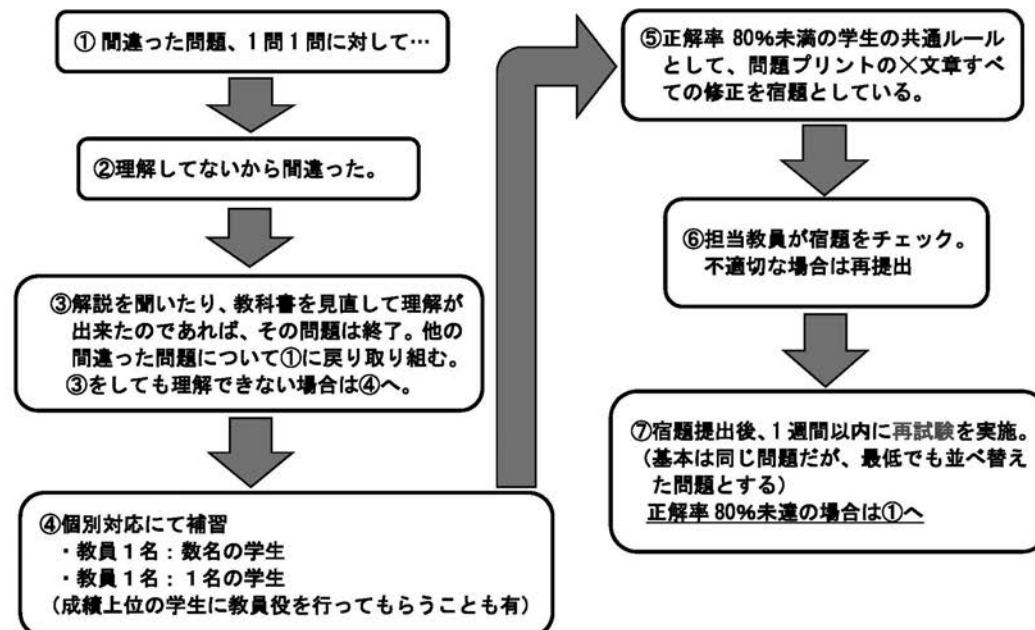 ① 間違った問題、1問1問に対して…
②理解してないから間違った。
③解説を聞いたり、教科書を見直して理解が
出来たのであれば、その問題は終了。他の
間違った問題について①に戻り取り組む。
③をしても理解できない場合は④へ。
④個別対応にて補習
・教員1名：数名の学生
・教員1名：1名の学生
(成績上位の学生に教員役を行ってもらうことも有)
⑤正解率 80%未満の学生の共通ルール
として、問題プリントの×文章すべ
ての修正を宿題としている。
⑥担当教員が宿題をチェック。
不適切な場合は再提出
⑦宿題提出後、1週間以内に再試験を実施。
(基本は同じ問題だが、最低でも並べ替え
た問題とする)
正解率 80%未達の場合は①へ